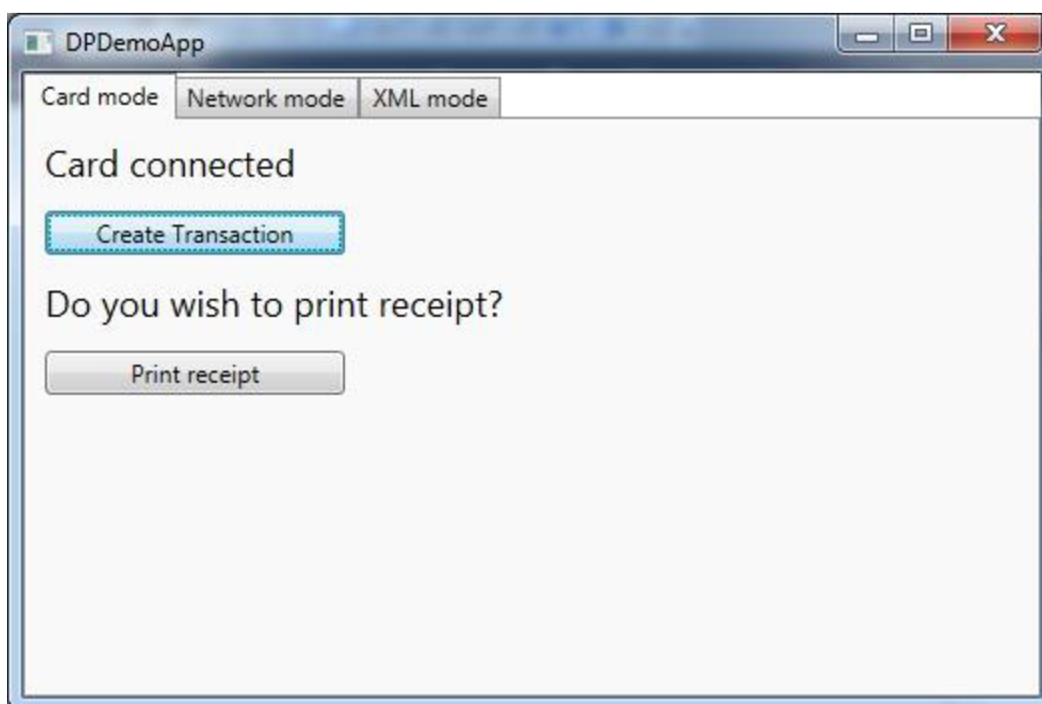 DPDemoApp
Card mode Network mode XML mode
Card connected
Create Transaction
Do you wish to print receipt?
Print receipt